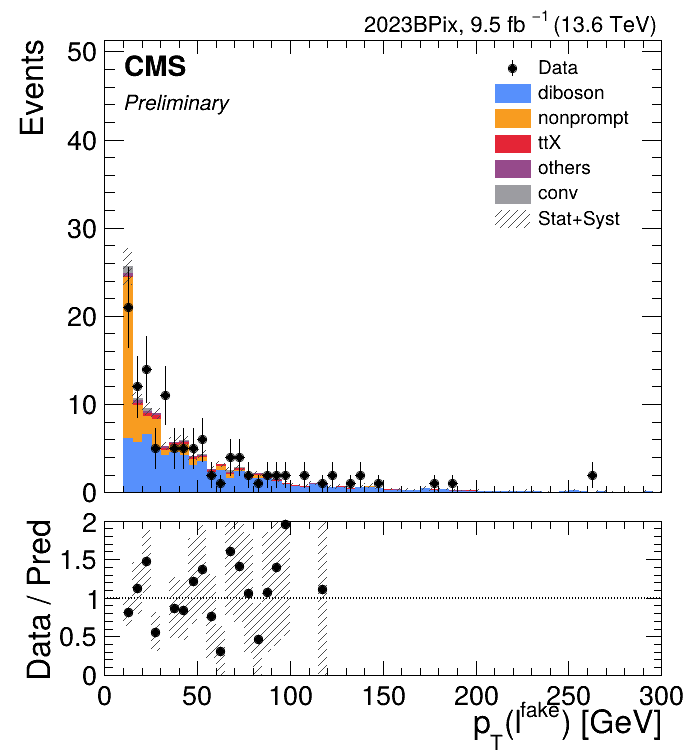 2023BPix, 9.5 fb⁻¹ (13.6 TeV)
Events
CMS
Preliminary
Data
diboson
nonprompt
ttX
others
conv
Stat+Syst
50
40
30
20
10
0
Data / Pred
2
1.5
1
0.5
0
0 50 100 150 200 250 300
p_T(l^fake) [GeV]